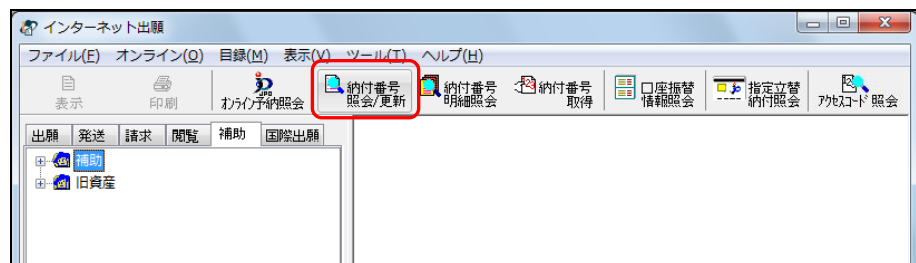 インターネット出願
ファイル(F) オンライン(O) 目録(M) 表示(V) ツール(T) ヘルプ(H)
表示
印刷
オンライン予納照会
納付番号
照会/更新
納付番号
明細照会
納付番号
取得
口座振替
情報照会
指定立替
納付照会
アクセスコード照会
出願 発送 請求 閲覧 補助 国際出願
補助
旧資産